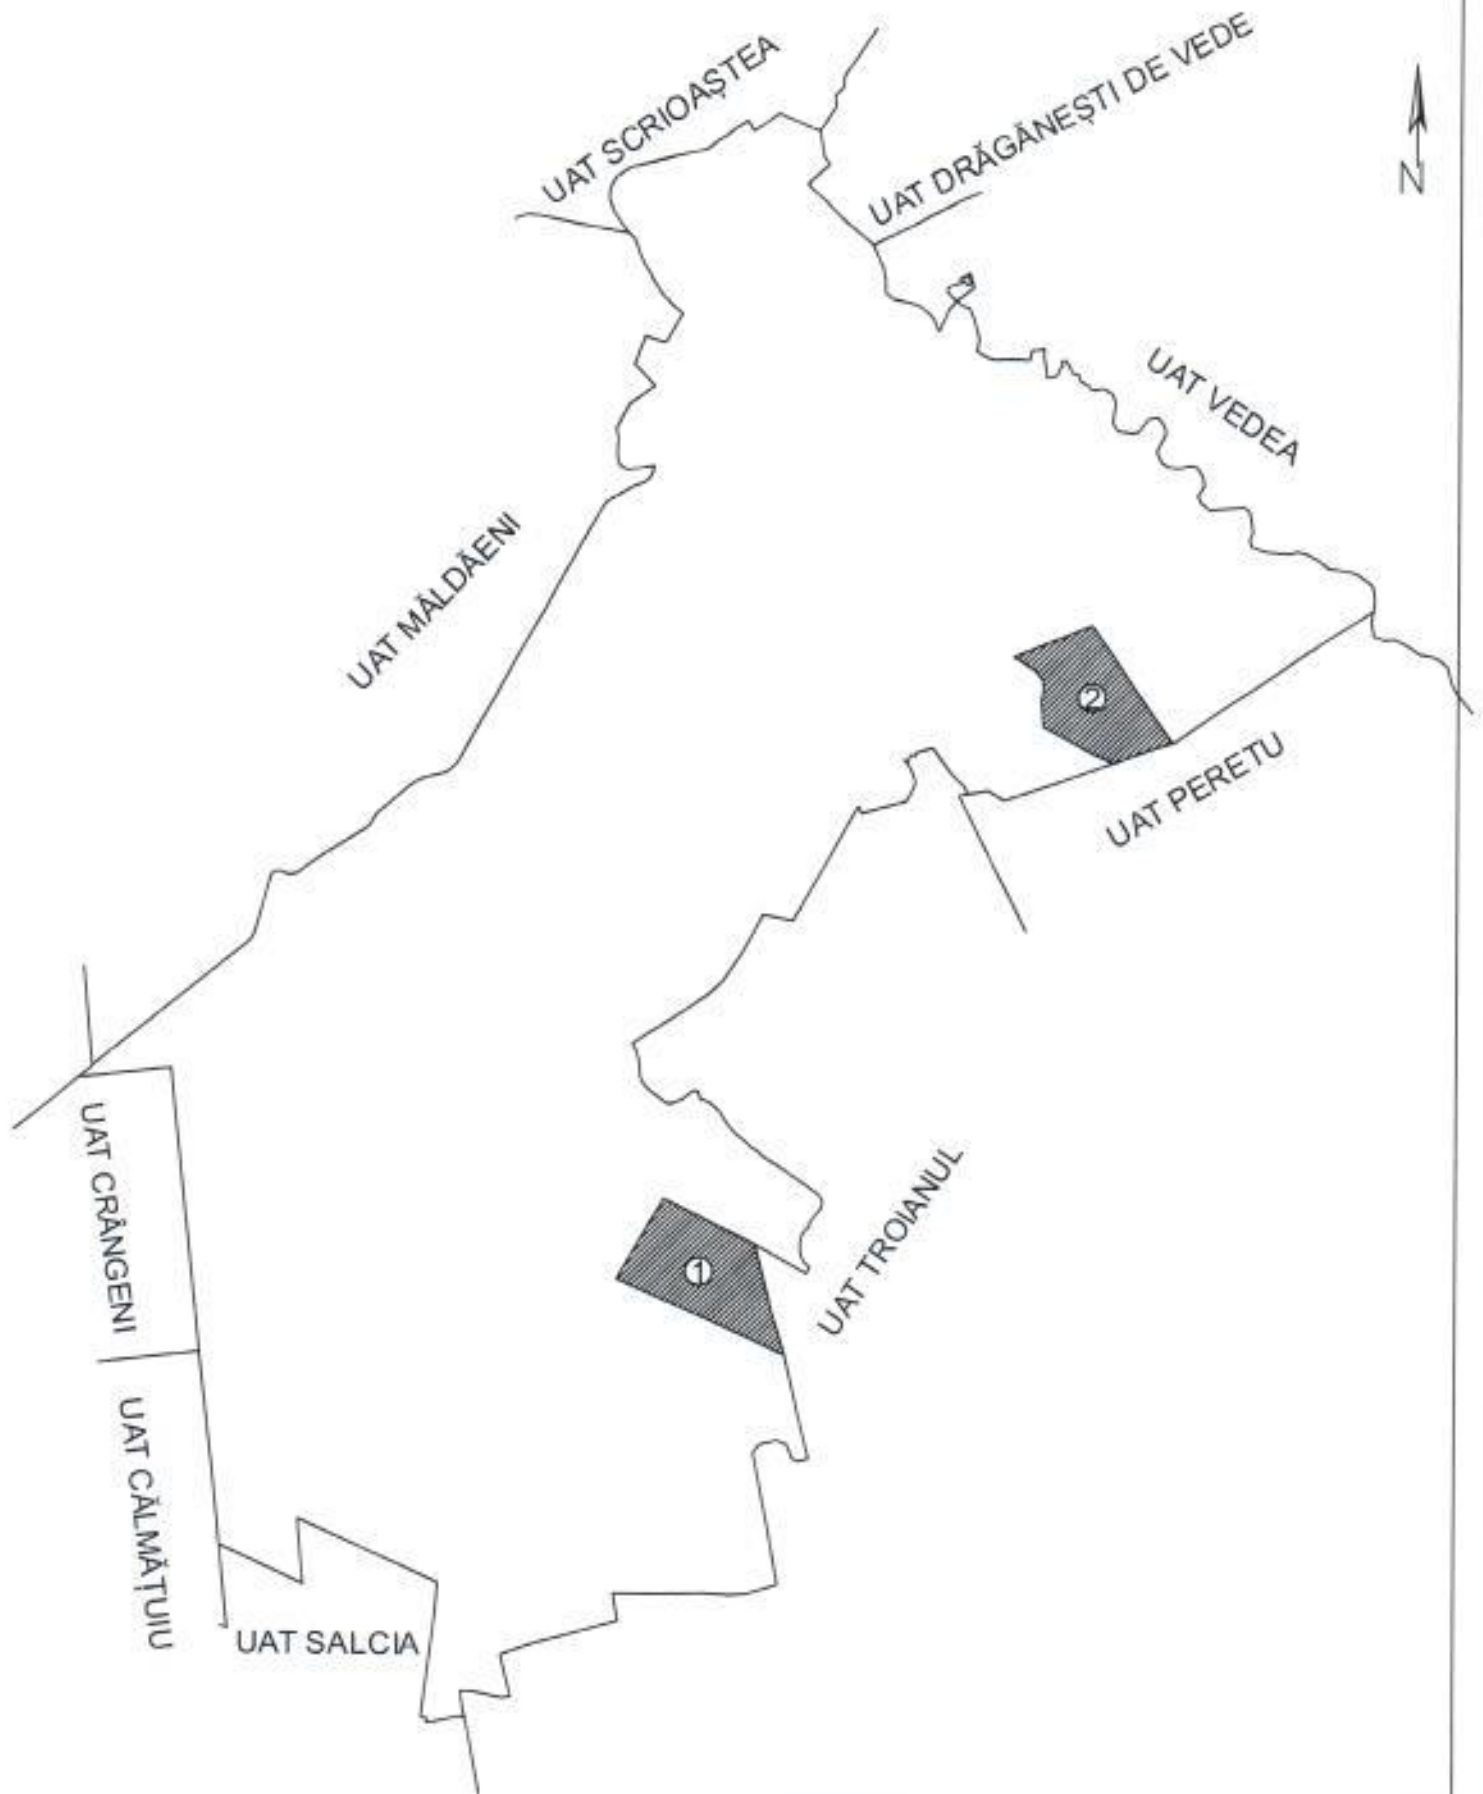 UAT SCRIOAȘTEA
UAT DRĂGĂNEȘTI DE VEDE
N
UAT VEDEA
UAT MĂLDĂENI
2
UAT PERETU
UAT CRÂNGENI
UAT TROIANUL
1
UAT CĂLMĂȚUIU
UAT SALCIA